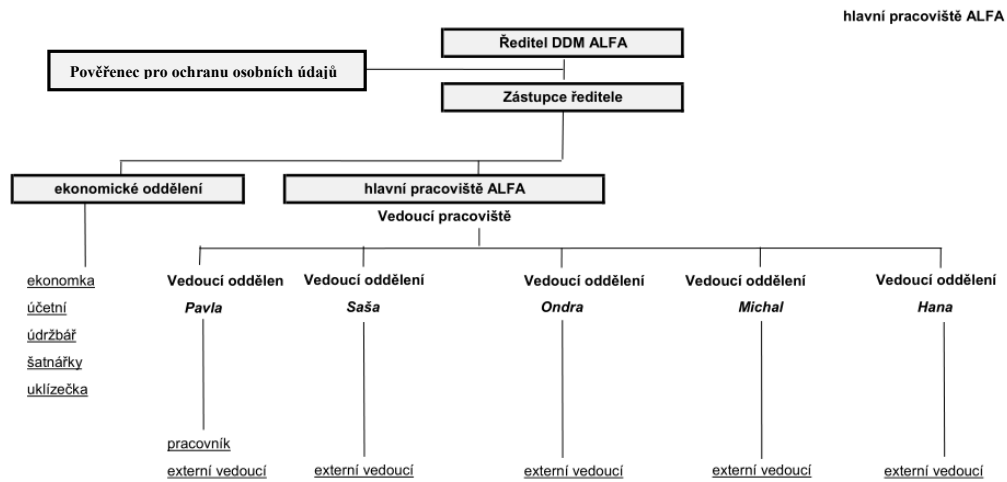 hlavní pracoviště ALFA
Ředitel DDM ALFA
Pověřenec pro ochranu osobních údajů
Zástupce ředitele
ekonomické oddělení
hlavní pracoviště ALFA
Vedoucí pracoviště
ekonomka
účetní
údržbář
šatnářky
uklízečka
Vedoucí oddělen
Pavla
pracovník
externí vedoucí
Vedoucí oddělení
Saša
externí vedoucí
Vedoucí oddělení
Ondra
externí vedoucí
Vedoucí oddělení
Michal
externí vedoucí
Vedoucí oddělení
Hana
externí vedoucí